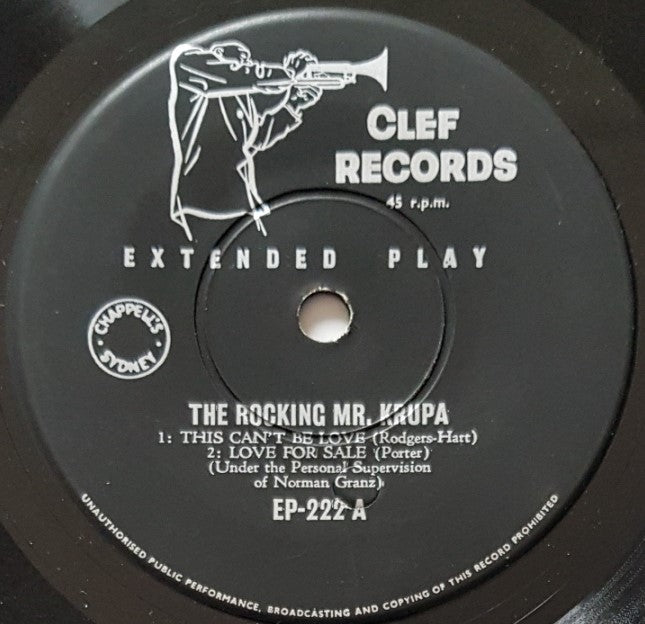 CLEF
RECORDS
45 r.p.m.
EXTENDED PLAY
CHAPPELL'S
SYDNEY
THE ROCKING MR. KRUPA
1: THIS CAN'T BE LOVE (Rodgers-Hart)
2: LOVE FOR SALE (Porter)
(Under the Personal Supervision
of Norman Granz)
EP-222 A
UNAUTHORISED PUBLIC PERFORMANCE, BROADCASTING AND COPYING OF THIS RECORD PROHIBITED